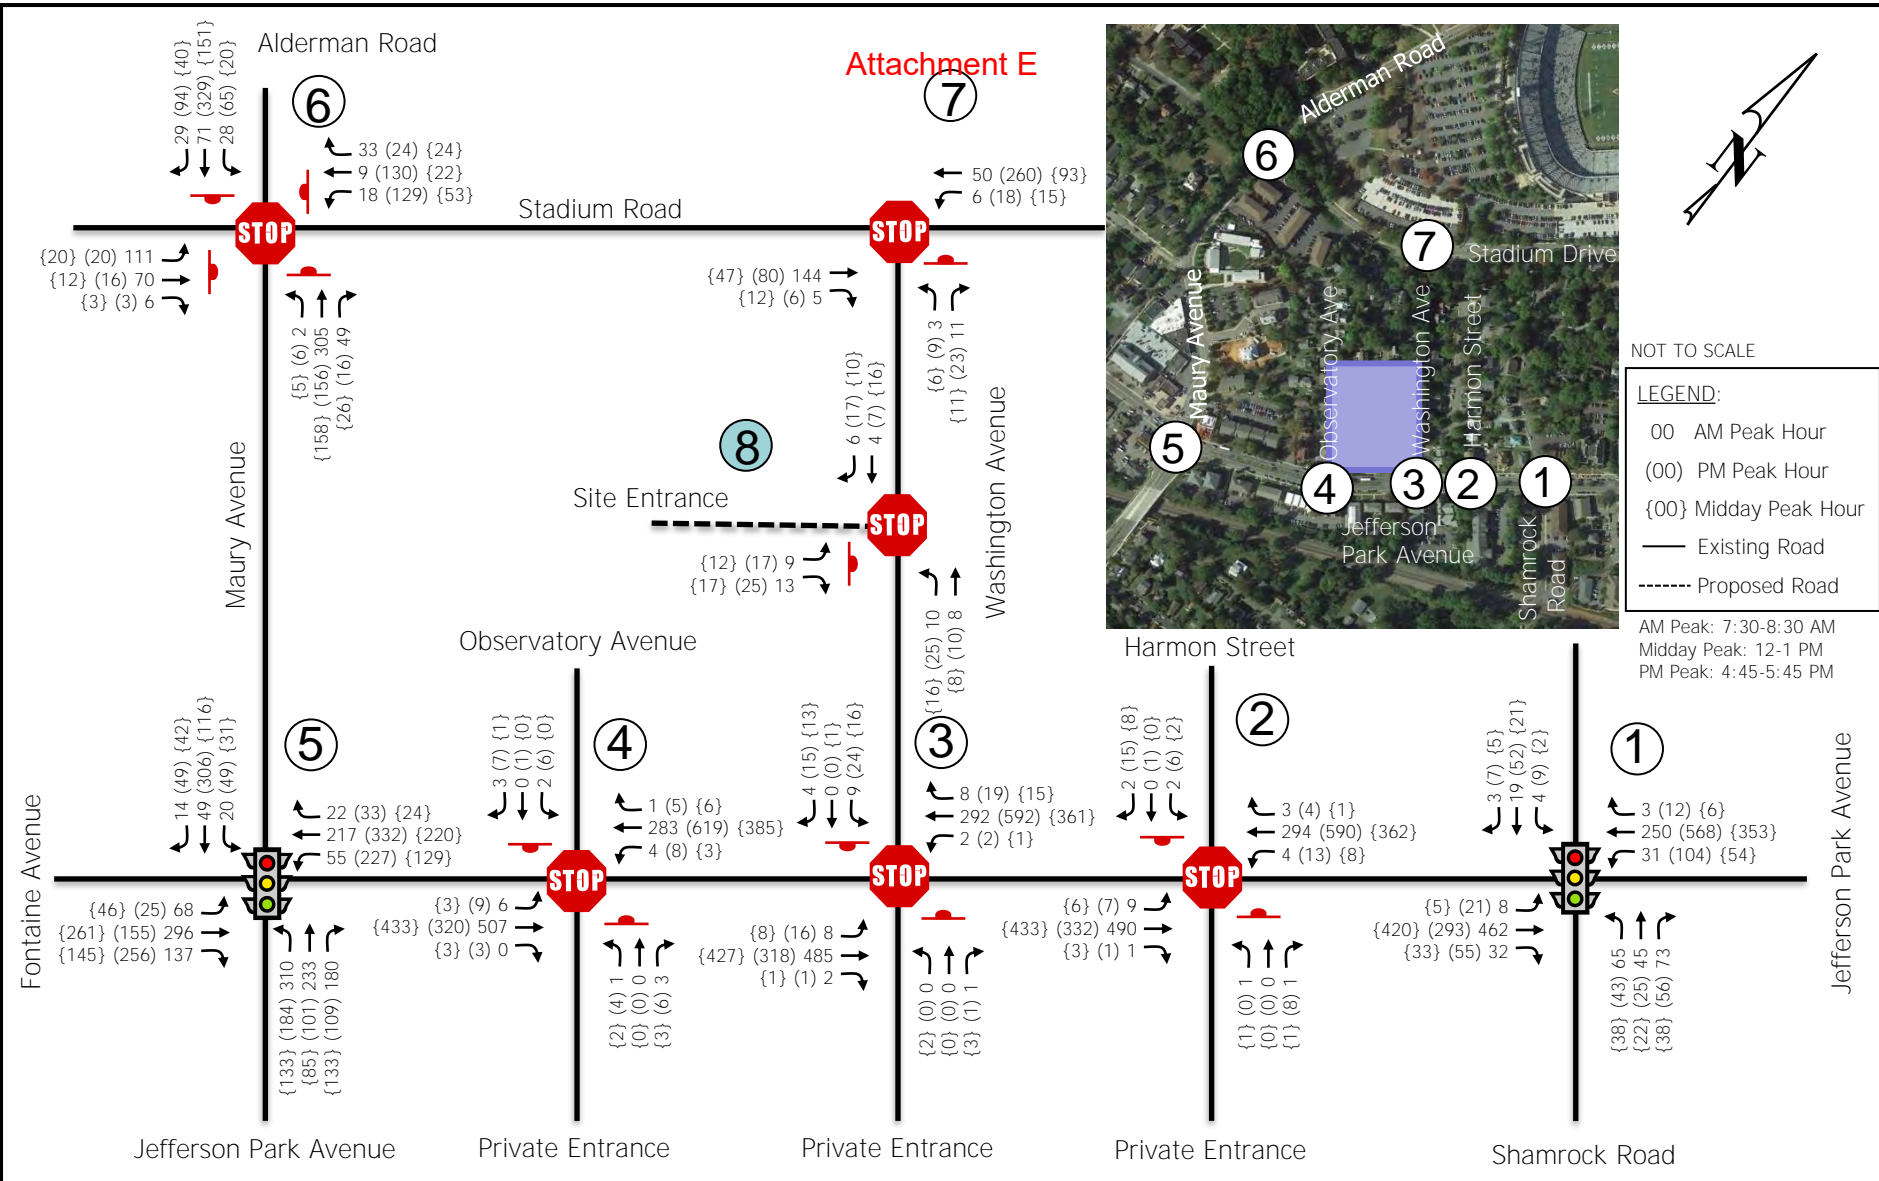 Attachment E
Alderman Road
6
29 (94) {40}
71 (329) {151}
28 (65) {20}
33 (24) {24}
9 (130) {22}
18 (129) {53}
STOP
{20} (20) 111
{12} (16) 70
{3} (3) 6
{5} (6) 2
{158} (156) 305
{26} (16) 49
Stadium Road
7
50 (260) {93}
6 (18) {15}
STOP
{47} (80) 144
{12} (6) 5
{6} (9) 3
{11} (23) 11
Maury Avenue
8
Site Entrance
6 (17) {10}
4 (7) {16}
STOP
{12} (17) 9
{17} (25) 13
{16} (25) 10
{8} (10) 8
Washington Avenue
Alderman Road
6
7
Stadium Drive
Maury Avenue
Observatory Ave
Washington Ave
Harmon Street
5
4
3
2
1
Jefferson
Park Avenue
Shamrock
Road
N
NOT TO SCALE
LEGEND:
00 AM Peak Hour
(00) PM Peak Hour
{00} Midday Peak Hour
Existing Road
Proposed Road
AM Peak: 7:30-8:30 AM
Midday Peak: 12-1 PM
PM Peak: 4:45-5:45 PM
Fontaine Avenue
5
14 (49) {42}
49 (306) {116}
20 (49) {31}
22 (33) {24}
217 (332) {220}
55 (227) {129}
{46} (25) 68
{261} (155) 296
{145} (256) 137
{133} (184) 310
{85} (101) 233
{133} (109) 180
Jefferson Park Avenue
Observatory Avenue
4
3 (7) {1}
0 (1) {0}
2 (6) {0}
1 (5) {6}
283 (619) {385}
4 (8) {3}
STOP
{3} (9) 6
{433} (320) 507
{3} (3) 0
{2} (4) 1
{0} (0) 0
{3} (6) 3
Private Entrance
3
4 (15) {13}
0 (0) {1}
9 (24) {16}
8 (19) {15}
292 (592) {361}
2 (2) {1}
STOP
{8} (16) 8
{427} (318) 485
{1} (1) 2
{2} (0) 0
{0} (0) 0
{3} (1) 1
Private Entrance
Harmon Street
2
2 (15) {8}
0 (1) {0}
2 (6) {2}
3 (4) {1}
294 (590) {362}
4 (13) {8}
STOP
{6} (7) 9
{433} (332) 490
{3} (1) 1
{1} (0) 1
{0} (0) 0
{1} (8) 1
Private Entrance
1
3 (7) {5}
19 (52) {21}
4 (9) {2}
3 (12) {6}
250 (568) {353}
31 (104) {54}
{5} (21) 8
{420} (293) 462
{33} (55) 32
{38} (43) 65
{22} (25) 45
{38} (56) 73
Shamrock Road
Jefferson Park Avenue